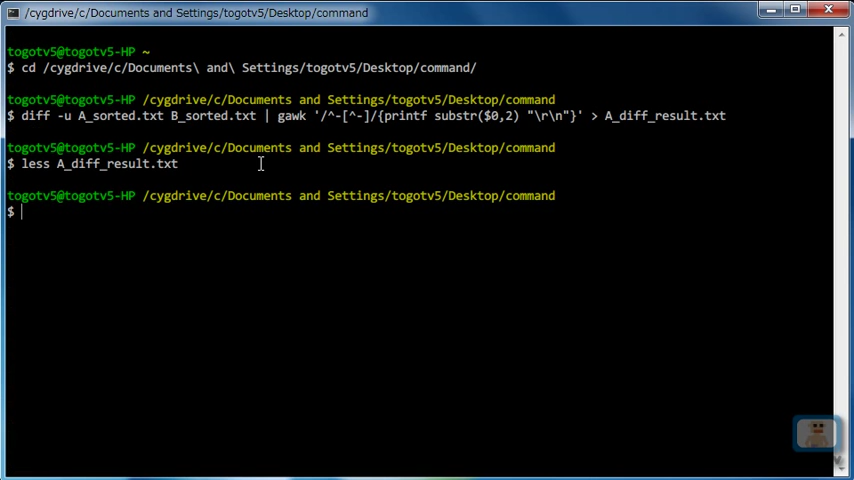 /cygdrive/c/Documents and Settings/togotv5/Desktop/command
togotv5@togotv5-HP ~
$ cd /cygdrive/c/Documents\ and\ Settings/togotv5/Desktop/command/
togotv5@togotv5-HP /cygdrive/c/Documents and Settings/togotv5/Desktop/command
$ diff -u A_sorted.txt B_sorted.txt | gawk '/^-[^-]/{printf substr($0,2) "\r\n"}' > A_diff_result.txt
togotv5@togotv5-HP /cygdrive/c/Documents and Settings/togotv5/Desktop/command
$ less A_diff_result.txt
togotv5@togotv5-HP /cygdrive/c/Documents and Settings/togotv5/Desktop/command
$